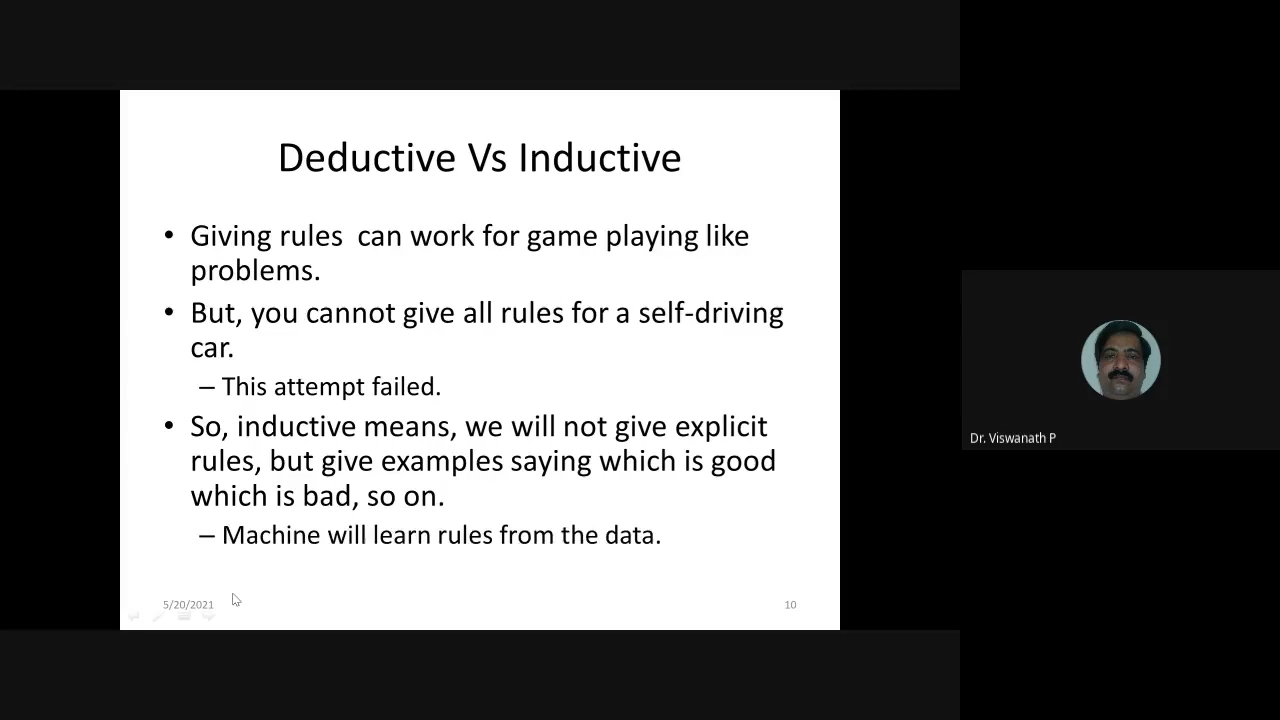 Deductive Vs Inductive
• Giving rules  can work for game playing like
problems.
• But, you cannot give all rules for a self-driving
car.
– This attempt failed.
• So, inductive means, we will not give explicit
rules, but give examples saying which is good
which is bad, so on.
– Machine will learn rules from the data.
5/20/2021
10
Dr. Viswanath P